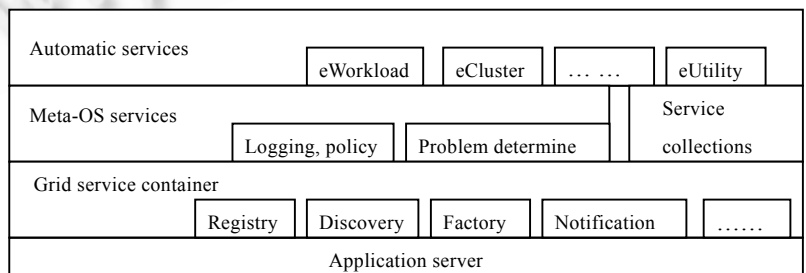 Automatic services
eWorkload
eCluster
... ...
eUtility
Meta-OS services
Service
collections
Logging, policy
Problem determine
Grid service container
Registry
Discovery
Factory
Notification
......
Application server